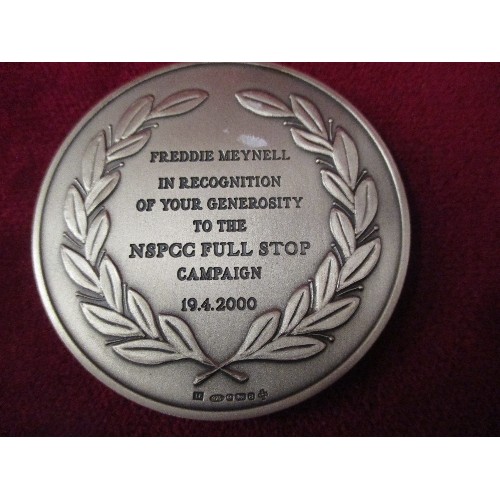 FREDDIE MEYNELL
IN RECOGNITION
OF YOUR GENEROSITY
TO THE
NSPCC FULL STOP
CAMPAIGN
19.4.2000